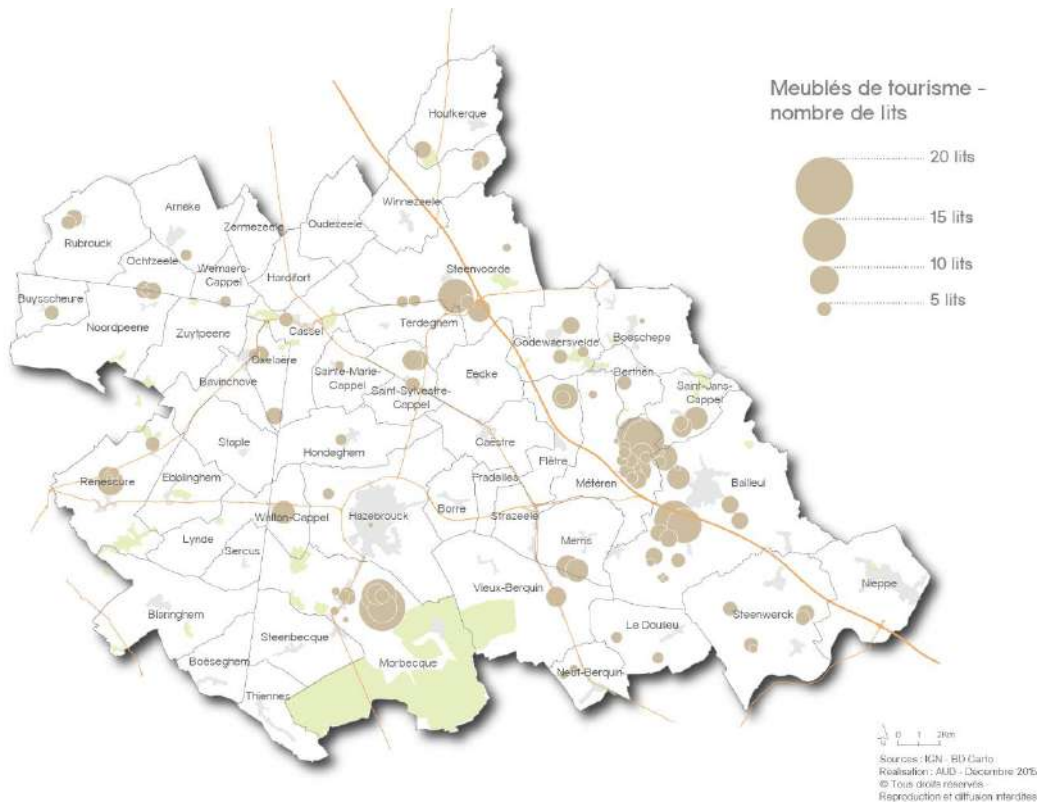 Meublés de tourisme -
nombre de lits
20 lits
15 lits
10 lits
5 lits
Houtkerque
Winnezeele
Arneke
Zermezeele
Oudezeele
Rubrouck
Ochtzeele
Wemaers-
Cappel
Hardifort
Steenvoorde
Buysscheure
Noordpeene
Zuytpeene
Cassel
Terdeghem
Godewaersvelde
Boeschepe
Oxelaere
Bavinchove
Sainte-Marie-
Cappel
Saint-Sylvestre-
Cappel
Eecke
Berthen
Saint-Jans-
Cappel
Staple
Hondeghem
Caestre
Flêtre
Méteren
Bailleul
Renescure
Ebblinghem
Pradelles
Wallon-Cappel
Hazebrouck
Borre
Strazeele
Lynde
Sercus
Merris
Vieux-Berquin
Nieppe
Blaringhem
Steenbecque
Le Doulieu
Steenwerck
Boëseghem
Morbecque
Neuf-Berquin
Thiennes
0 1 2Km
Sources : IGN - BD Carto
Réalisation : AUD - Décembre
© Tous droits réservés -
Reproduction et diffusion interdites